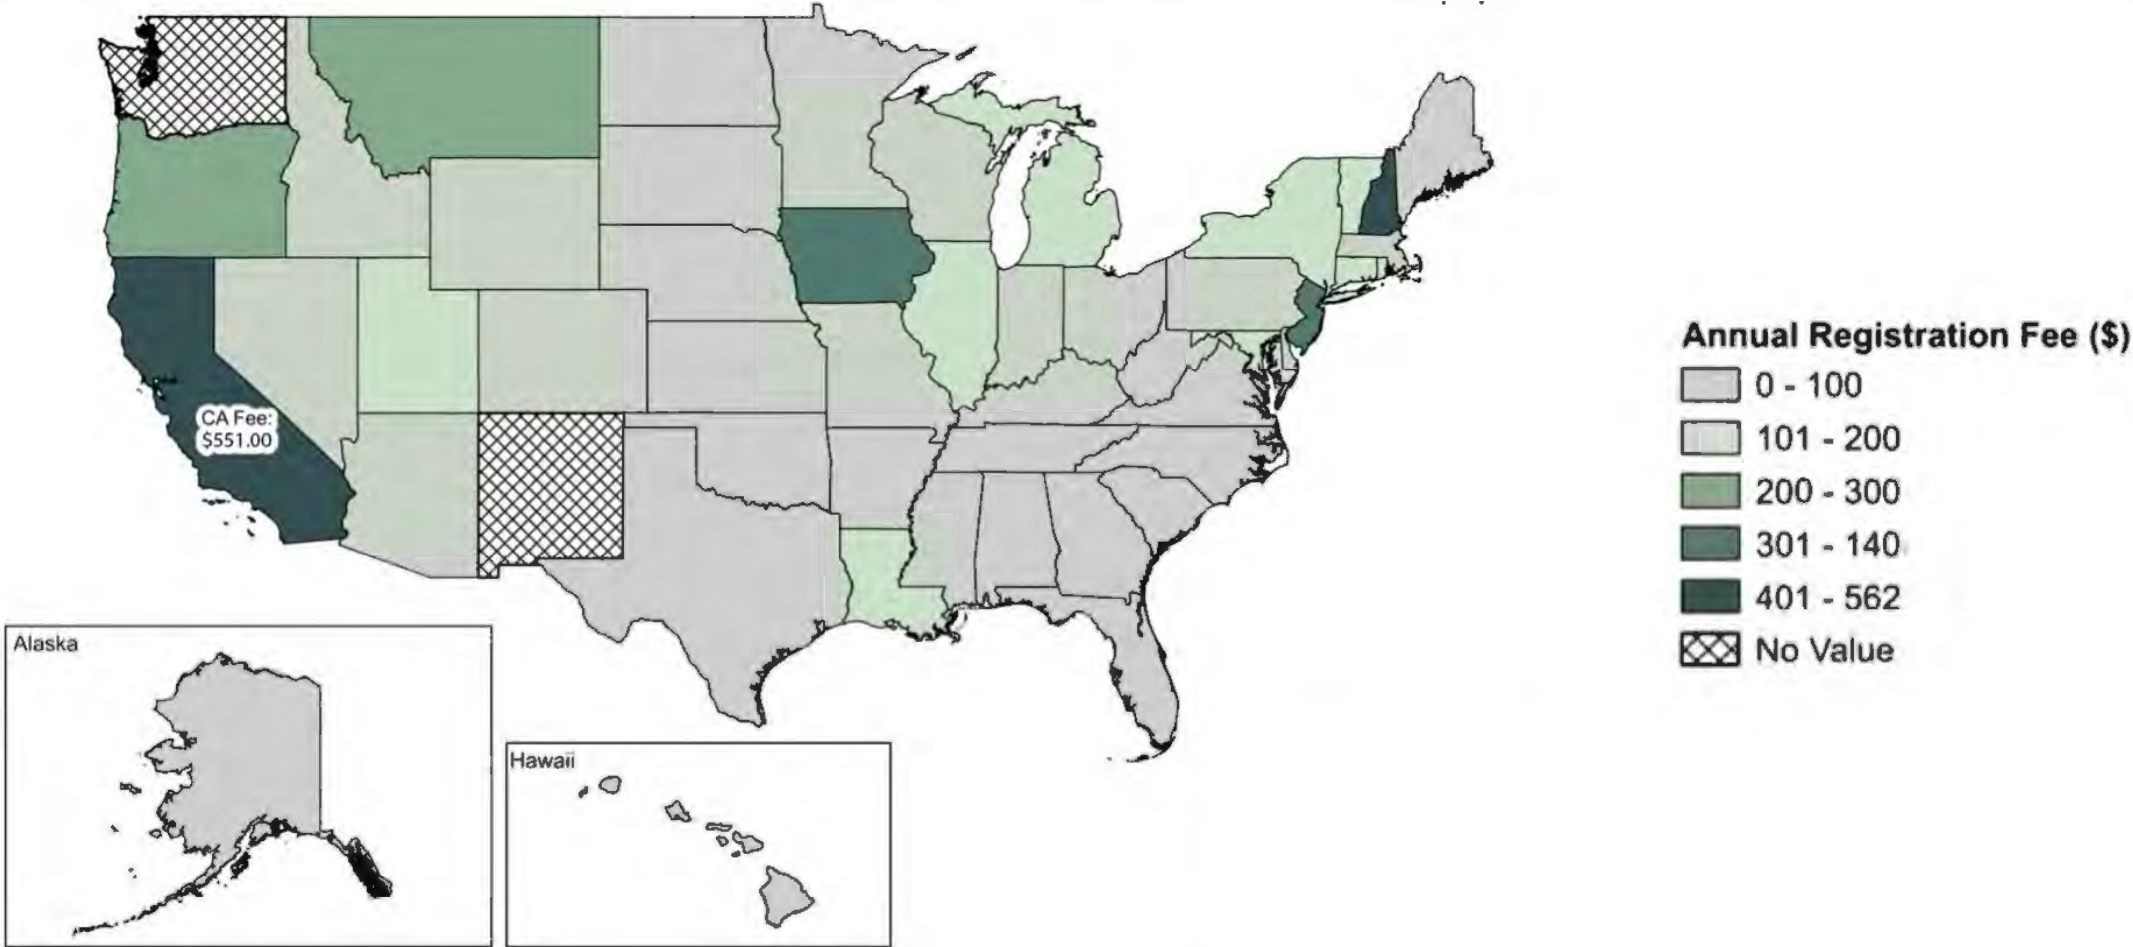 CA Fee:
$551.00
Annual Registration Fee ($)
0 - 100
101 - 200
200 - 300
301 - 140
401 - 562
No Value
Alaska
Hawaii